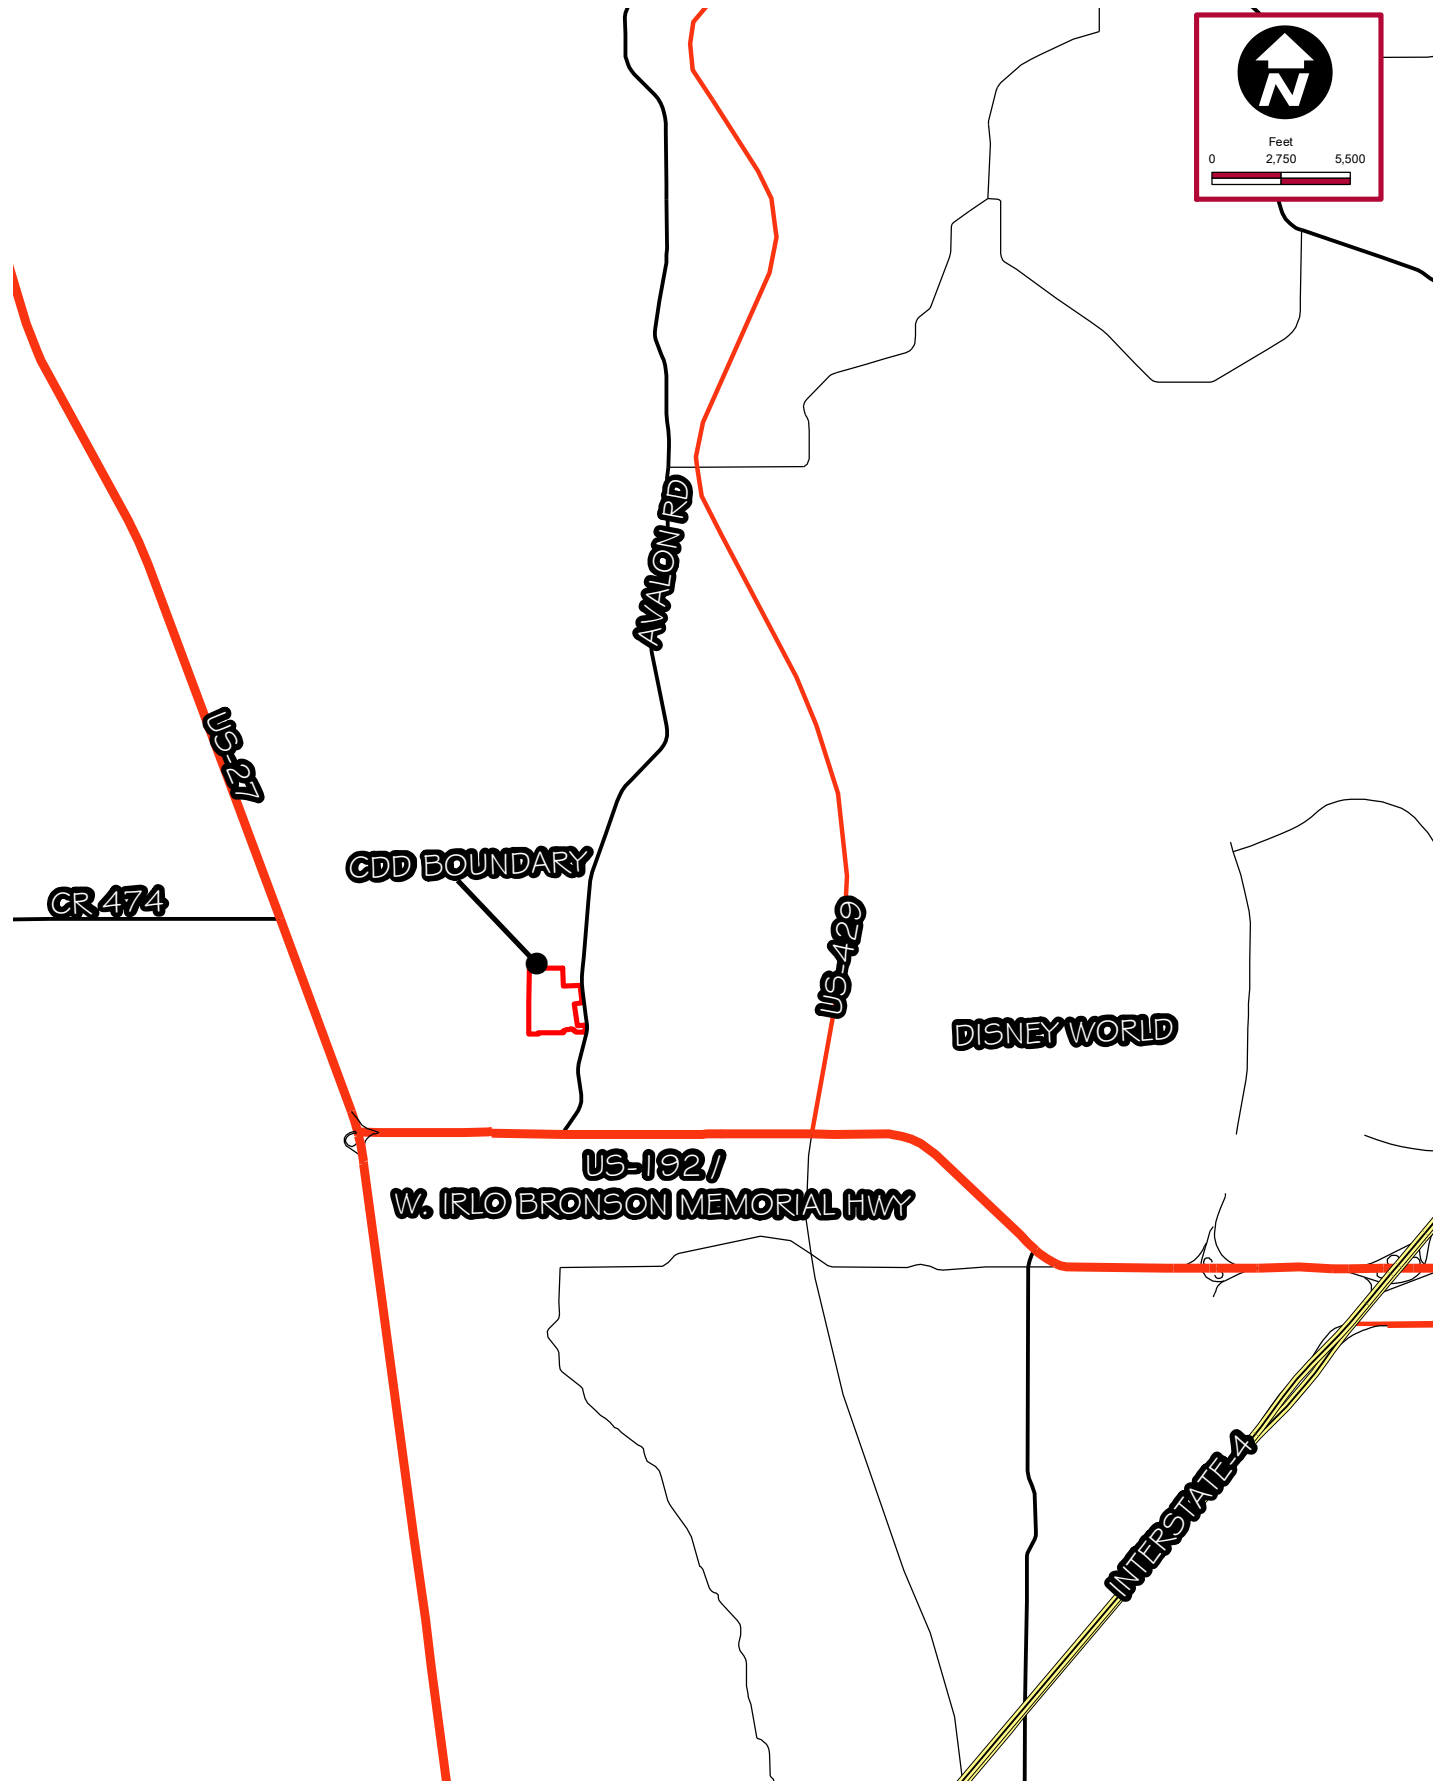 N
Feet
0 2,750 5,500
AVALON RD
US-27
CDD BOUNDARY
CR 474
US-429
DISNEY WORLD
US-192 /
W. IRLO BRONSON MEMORIAL HWY
INTERSTATE-4